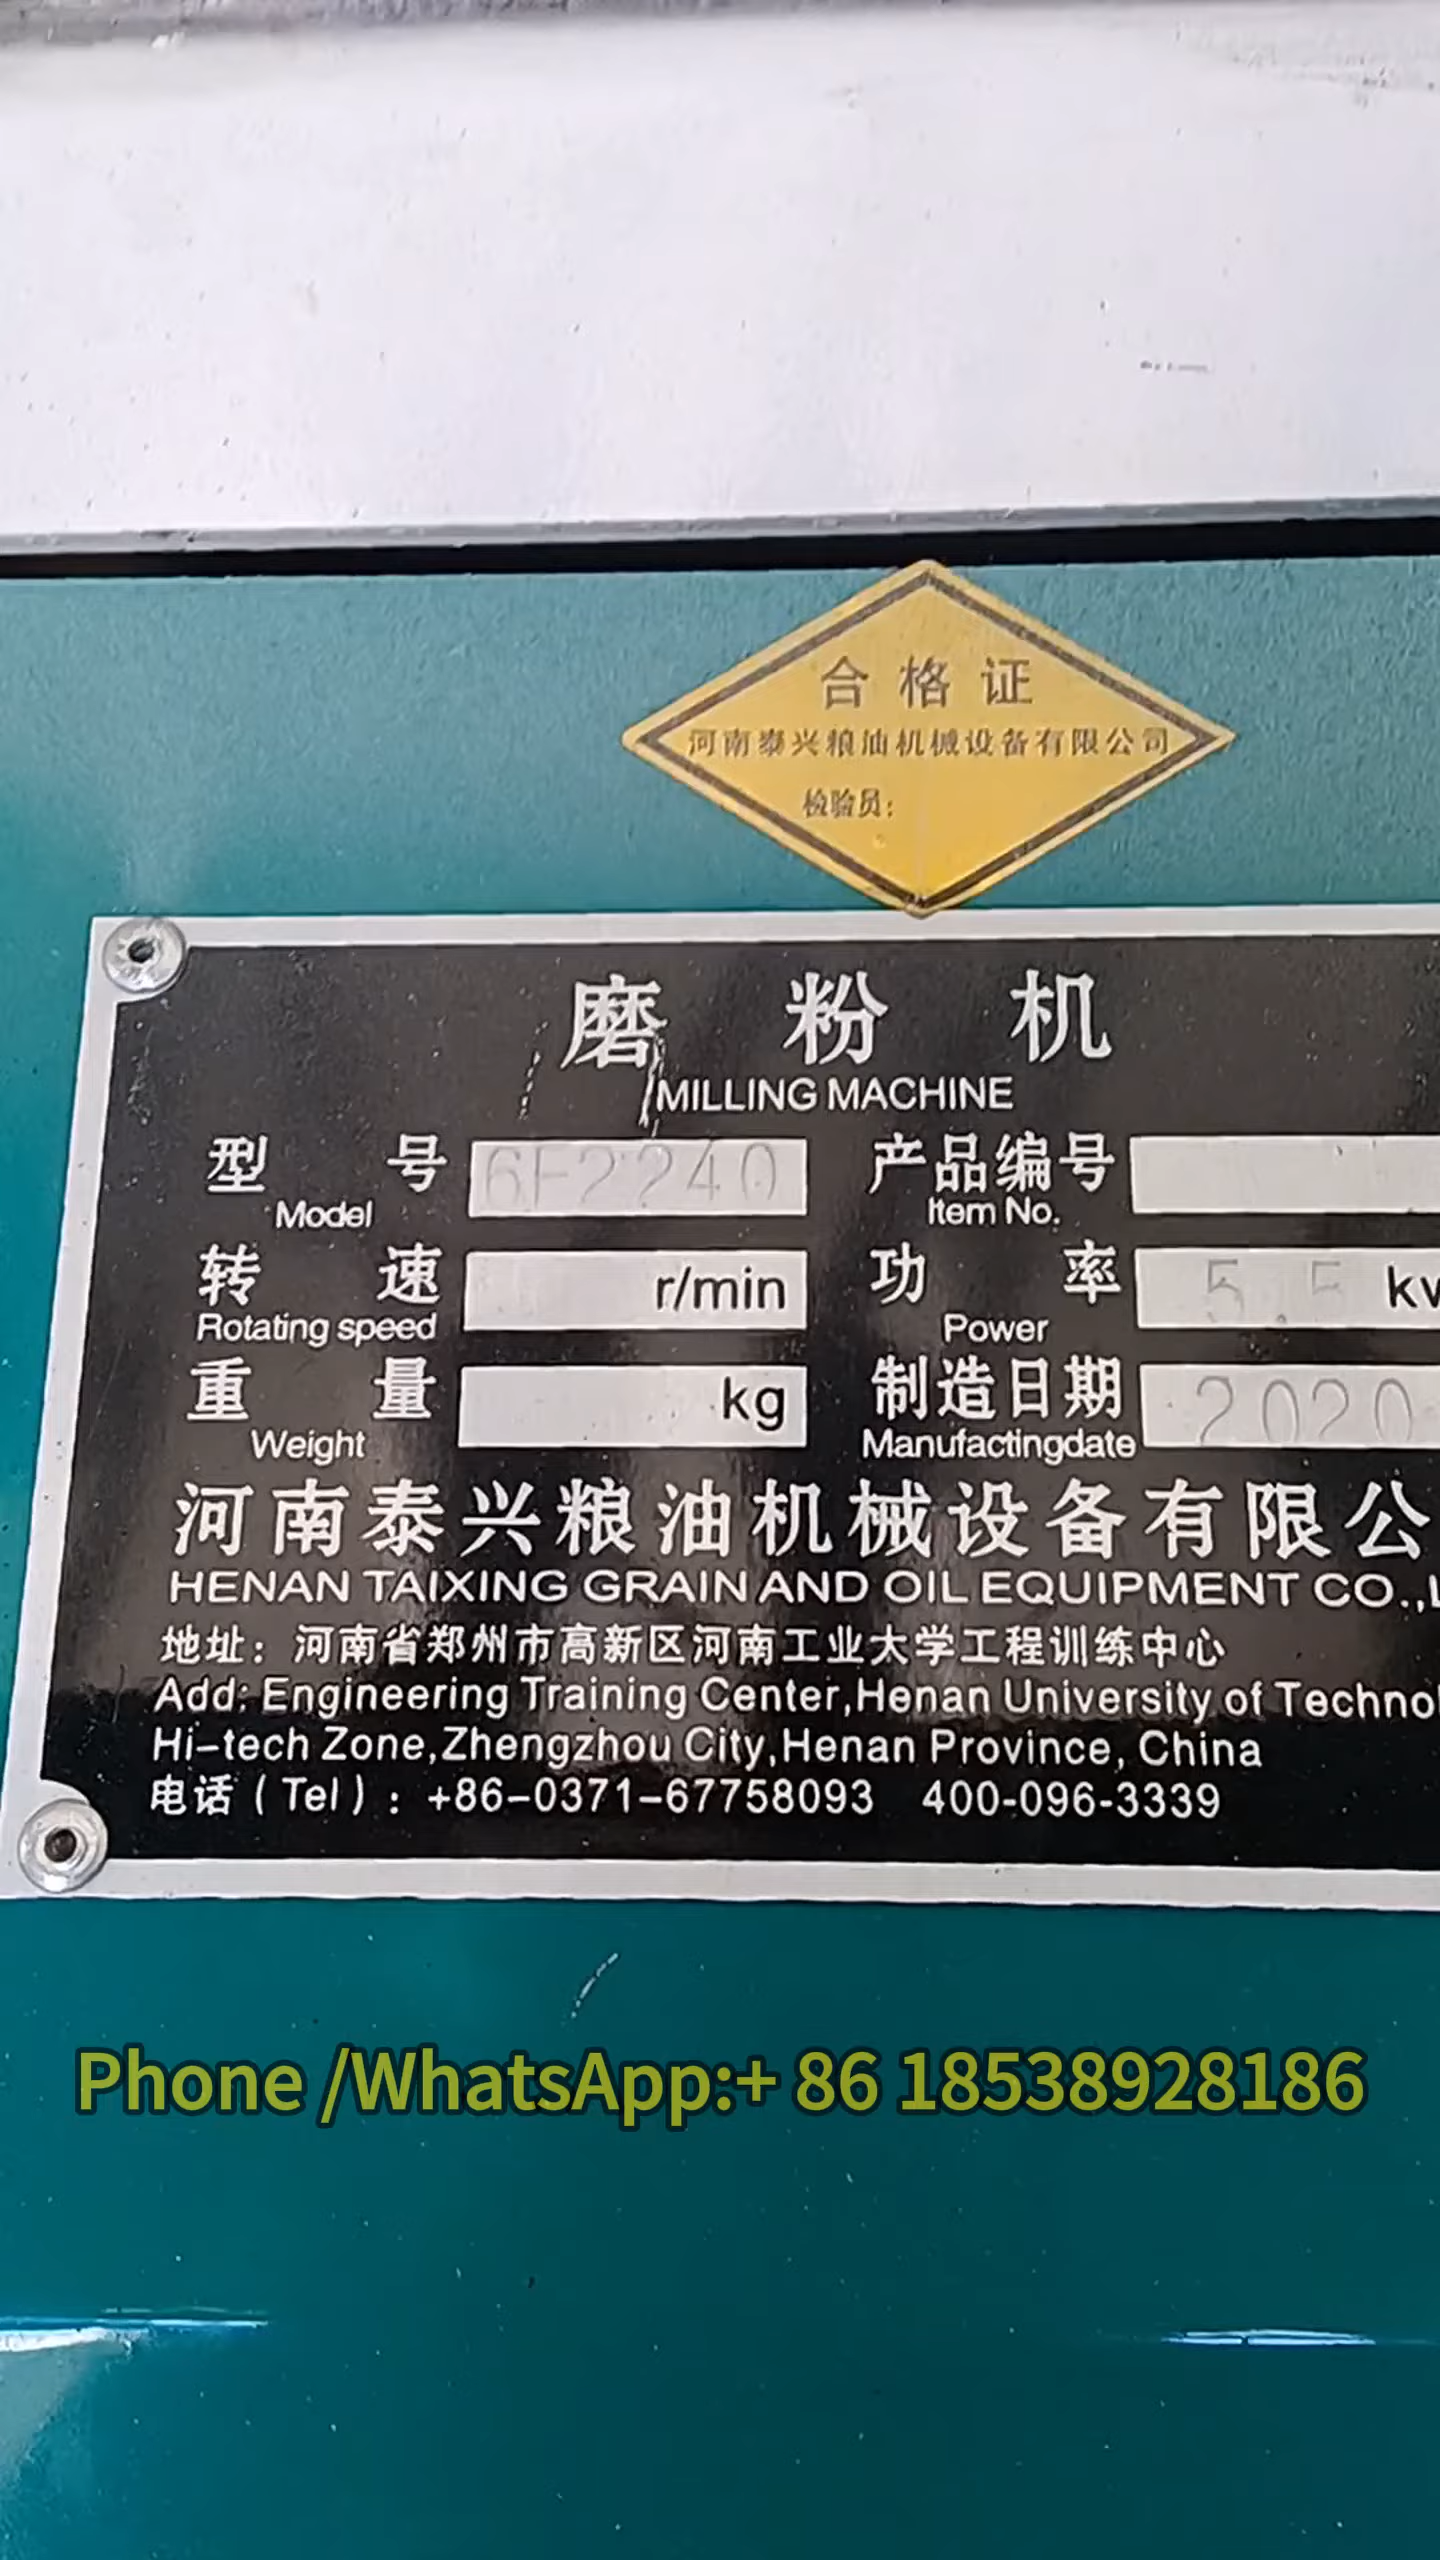 合格证
河南泰兴粮油机械设备有限公司
检验员:
磨粉机
MILLING MACHINE
型号 6F2240 产品编号
Model Item No.
转速 r/min 功率 5.5 kw
Rotating speed Power
重量 kg 制造日期 2020
Weight Manufactingdate
河南泰兴粮油机械设备有限公
HENAN TAIXING GRAIN AND OIL EQUIPMENT CO.,L
地址：河南省郑州市高新区河南工业大学工程训练中心
Add: Engineering Training Center,Henan University of Technol
Hi-tech Zone,Zhengzhou City,Henan Province, China
电话（Tel）：+86-0371-67758093 400-096-3339
Phone /WhatsApp:+ 86 18538928186